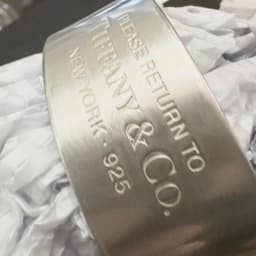 PLEASE RETURN TO
TIFFANY & CO.
NEW YORK · 925